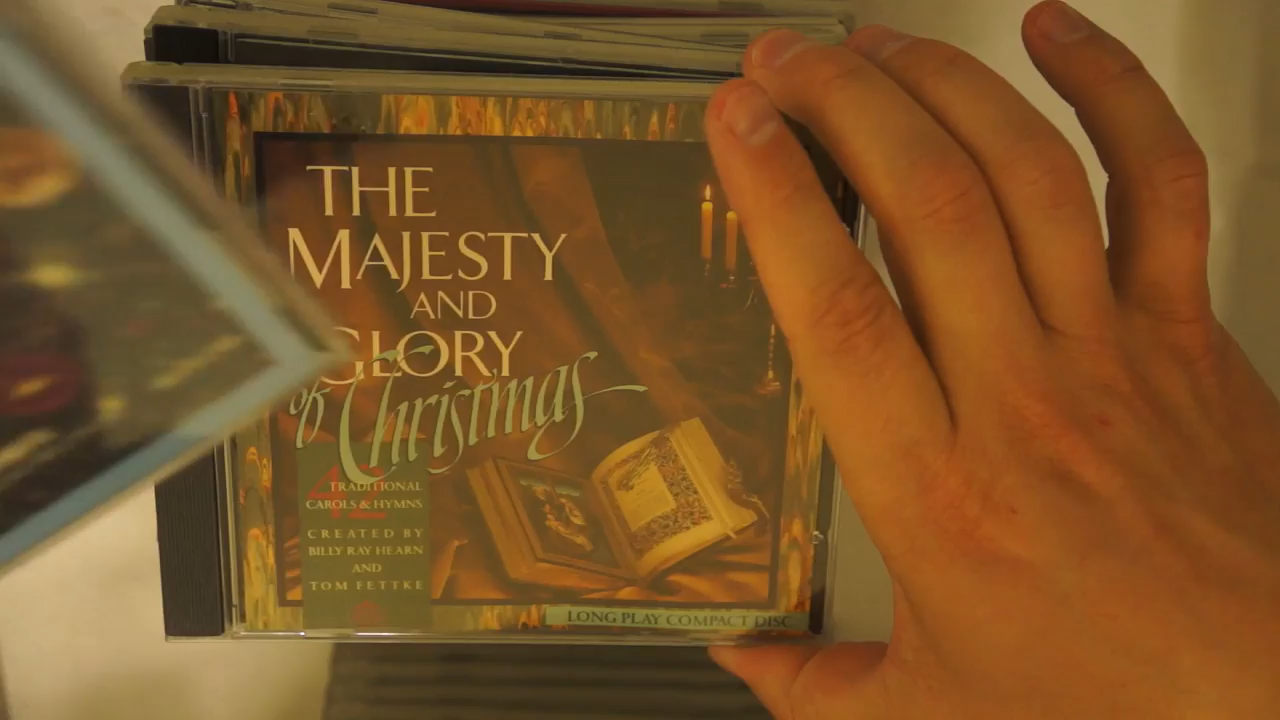 THE
MAJESTY
AND
GLORY
of Christmas
42
TRADITIONAL
CAROLS & HYMNS
CREATED BY
BILLY RAY HEARN
AND
TOM FETTKE
LONG PLAY COMPACT DISC